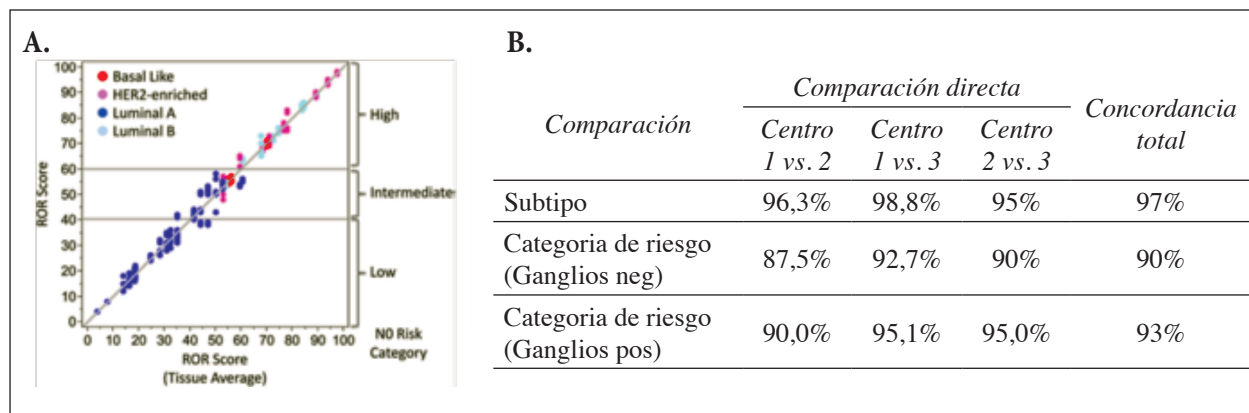 A.
100
90
80
70
60
50
40
30
20
10
0
ROR Score
Basal Like
HER2-enriched
Luminal A
Luminal B
High
Intermediate
Low
N0 Risk
Category
0 10 20 30 40 50 60 70 80 90 100
ROR Score
(Tissue Average)
B.
Comparación
Comparación directa
Concordancia
total
Centro
1 vs. 2
Centro
1 vs. 3
Centro
2 vs. 3
Subtipo 96,3% 98,8% 95% 97%
Categoria de riesgo
(Ganglios neg) 87,5% 92,7% 90% 90%
Categoria de riesgo
(Ganglios pos) 90,0% 95,1% 95,0% 93%